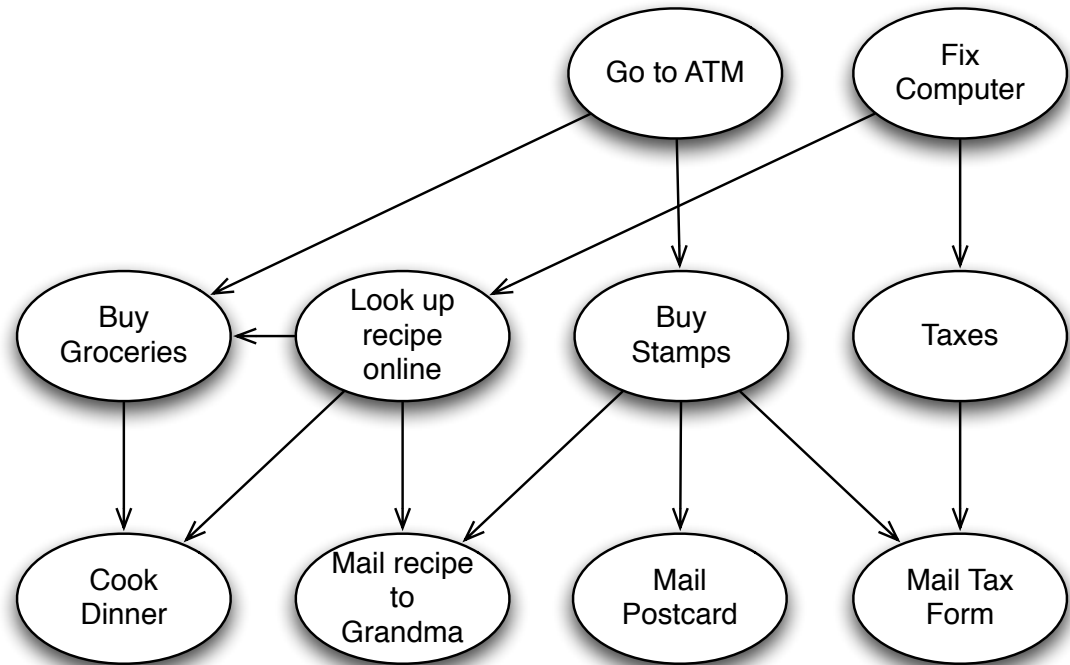 Go to ATM
Fix
Computer
Buy
Groceries
Look up
recipe
online
Buy
Stamps
Taxes
Cook
Dinner
Mail recipe
to
Grandma
Mail
Postcard
Mail Tax
Form